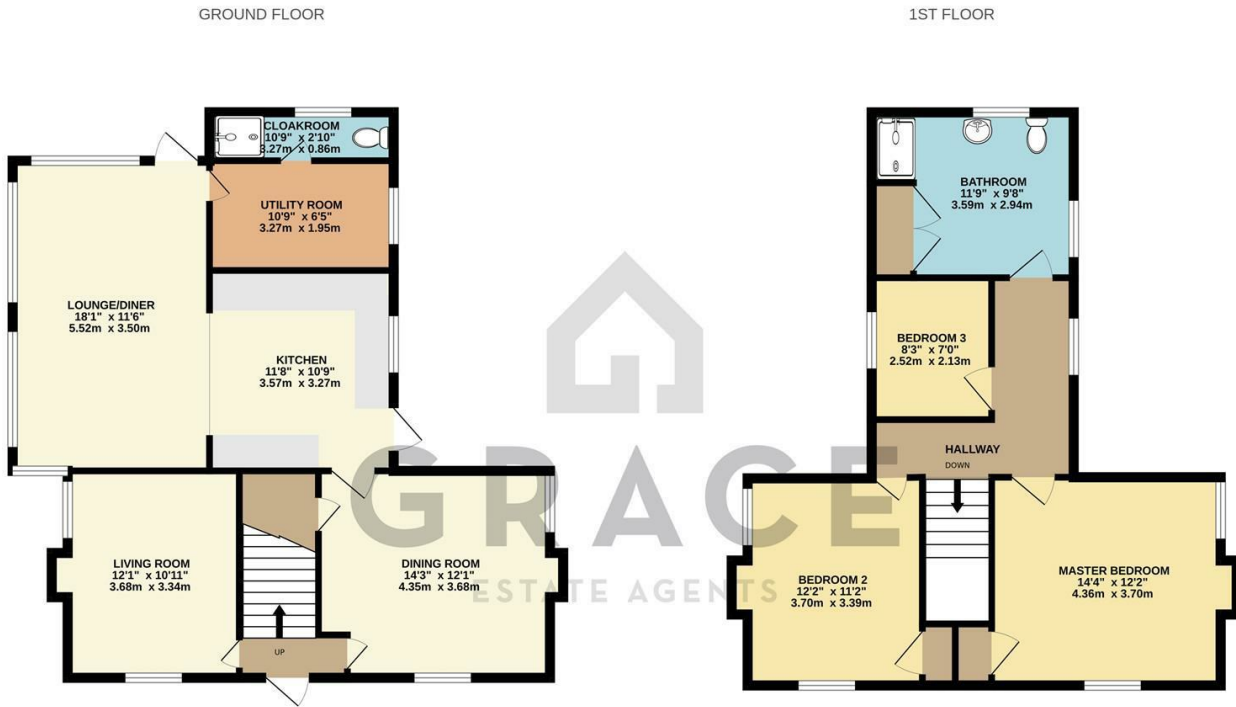 GROUND FLOOR
CLOAKROOM
10'9" x 2'10"
3.27m x 0.86m
UTILITY ROOM
10'9" x 6'5"
3.27m x 1.95m
LOUNGE/DINER
18'1" x 11'6"
5.52m x 3.50m
KITCHEN
11'8" x 10'9"
3.57m x 3.27m
LIVING ROOM
12'1" x 10'11"
3.68m x 3.34m
DINING ROOM
14'3" x 12'1"
4.35m x 3.68m
UP
1ST FLOOR
BATHROOM
11'9" x 9'8"
3.59m x 2.94m
BEDROOM 3
8'3" x 7'0"
2.52m x 2.13m
HALLWAY
DOWN
BEDROOM 2
12'2" x 11'2"
3.70m x 3.39m
MASTER BEDROOM
14'4" x 12'2"
4.36m x 3.70m
GRACE
ESTATE AGENTS